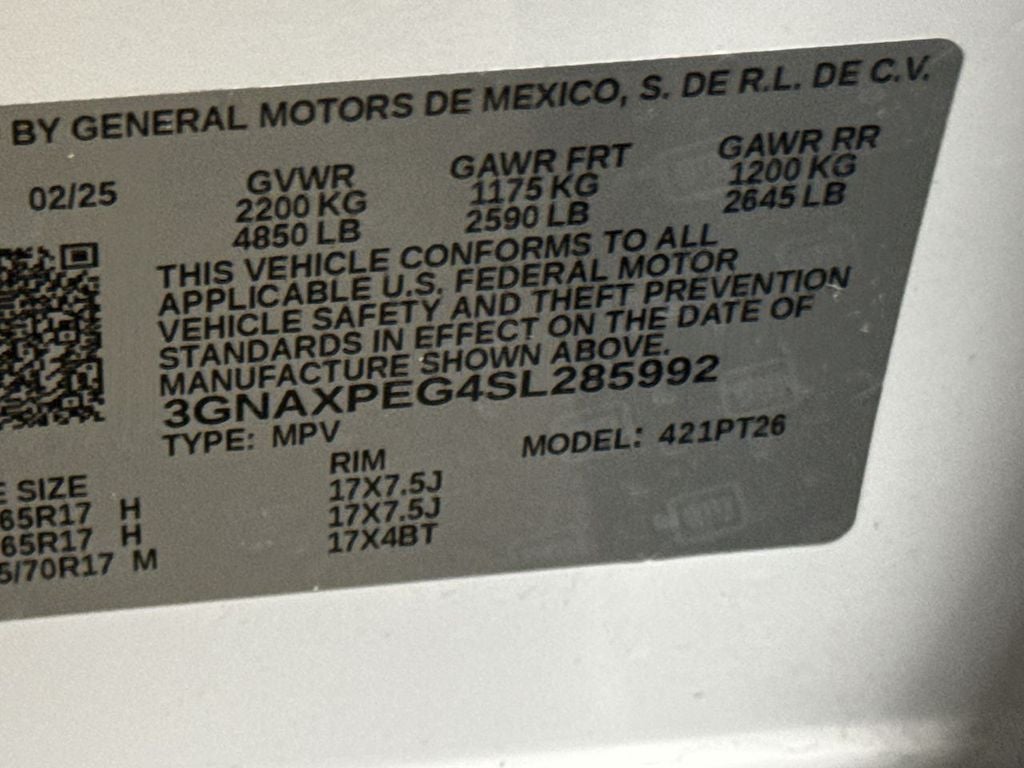 BY GENERAL MOTORS DE MEXICO, S. DE R.L. DE C.V.
02/25 GVWR GAWR FRT GAWR RR
2200 KG 1175 KG 1200 KG
4850 LB 2590 LB 2645 LB
THIS VEHICLE CONFORMS TO ALL
APPLICABLE U.S. FEDERAL MOTOR
VEHICLE SAFETY AND THEFT PREVENTION
STANDARDS IN EFFECT ON THE DATE OF
MANUFACTURE SHOWN ABOVE.
3GNAXPEG4SL285992
TYPE: MPV MODEL: 421PT26
E SIZE RIM
65R17 H 17X7.5J
65R17 H 17X7.5J
5/70R17 M 17X4BT